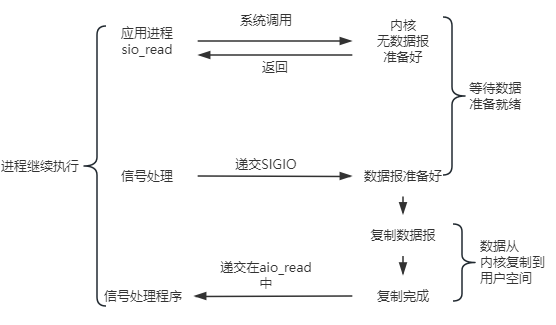 应用进程
sio_read
系统调用
返回
内核
无数据报
准备好
等待数据
准备就绪
进程继续执行
信号处理
递交SIGIO
数据报准备好
复制数据报
数据从
内核复制到
用户空间
信号处理程序
递交在aio_read
中
复制完成